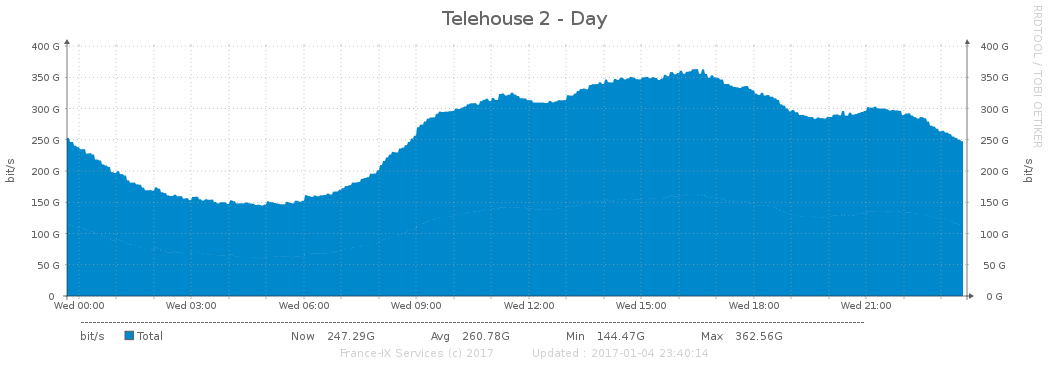 Telehouse 2 - Day
RRDTOOL / TOBI OETIKER
400 G 400 G
350 G 350 G
300 G 300 G
250 G 250 G
200 G 200 G
150 G 150 G
100 G 100 G
50 G 50 G
0 0 G
bit/s bit/s
Wed 00:00 Wed 03:00 Wed 06:00 Wed 09:00 Wed 12:00 Wed 15:00 Wed 18:00 Wed 21:00
bit/s Total Now 247.29G Avg 260.78G Min 144.47G Max 362.56G
France-IX Services (c) 2017 Updated : 2017-01-04 23:40:14